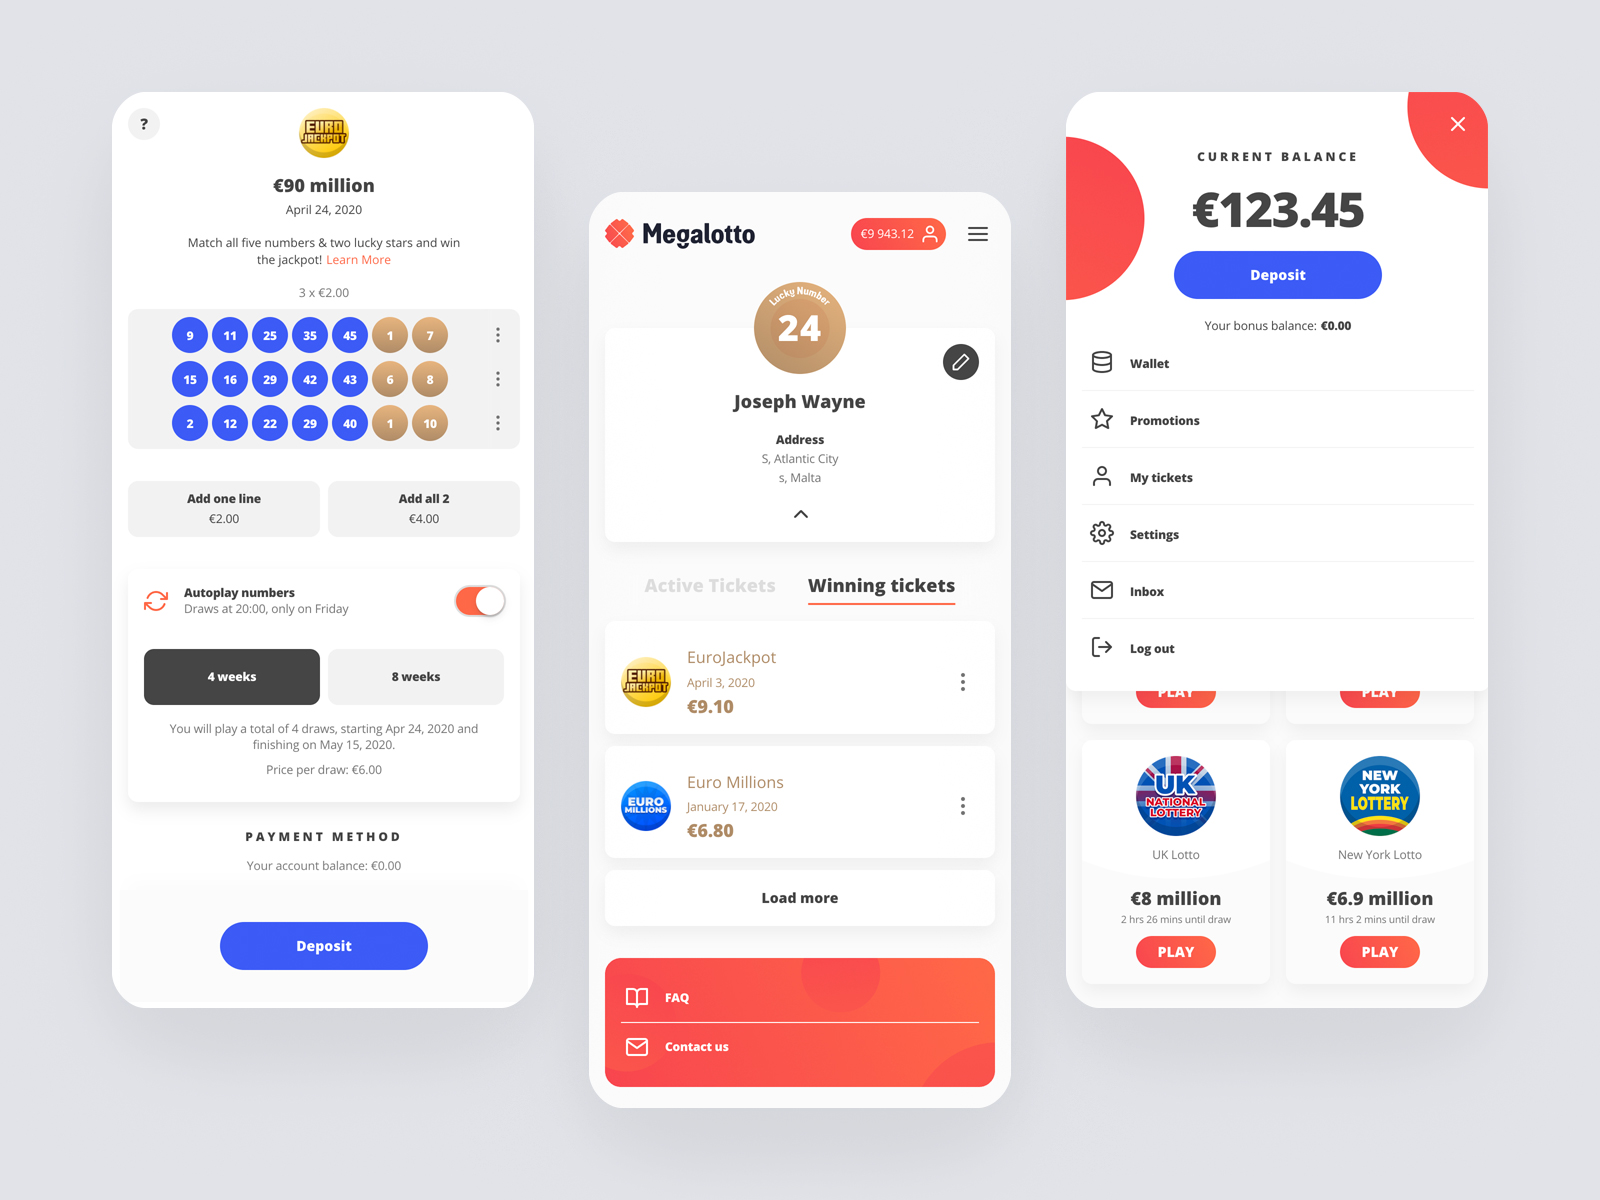 ?
EURO
JACKPOT
€90 million
April 24, 2020
Match all five numbers & two lucky stars and win
the jackpot! Learn More
3 x €2.00
9 11 25 35 45 1 7
15 16 29 42 43 6 8
2 12 22 29 40 1 10
Add one line
€2.00
Add all 2
€4.00
Autoplay numbers
Draws at 20:00, only on Friday
4 weeks
8 weeks
You will play a total of 4 draws, starting Apr 24, 2020 and
finishing on May 15, 2020.
Price per draw: €6.00
PAYMENT METHOD
Your account balance: €0.00
Deposit
Megalotto
€9 943.12
Lucky Number
24
Joseph Wayne
Address
S, Atlantic City
s, Malta
Active Tickets
Winning tickets
EURO
JACKPOT
EuroJackpot
April 3, 2020
€9.10
EURO
MILLIONS
Euro Millions
January 17, 2020
€6.80
Load more
FAQ
Contact us
CURRENT BALANCE
€123.45
Deposit
Your bonus balance: €0.00
Wallet
Promotions
My tickets
Settings
Inbox
Log out
PLAY
PLAY
UK
NATIONAL
LOTTERY
UK Lotto
€8 million
2 hrs 26 mins until draw
PLAY
NEW
YORK
LOTTERY
New York Lotto
€6.9 million
11 hrs 2 mins until draw
PLAY